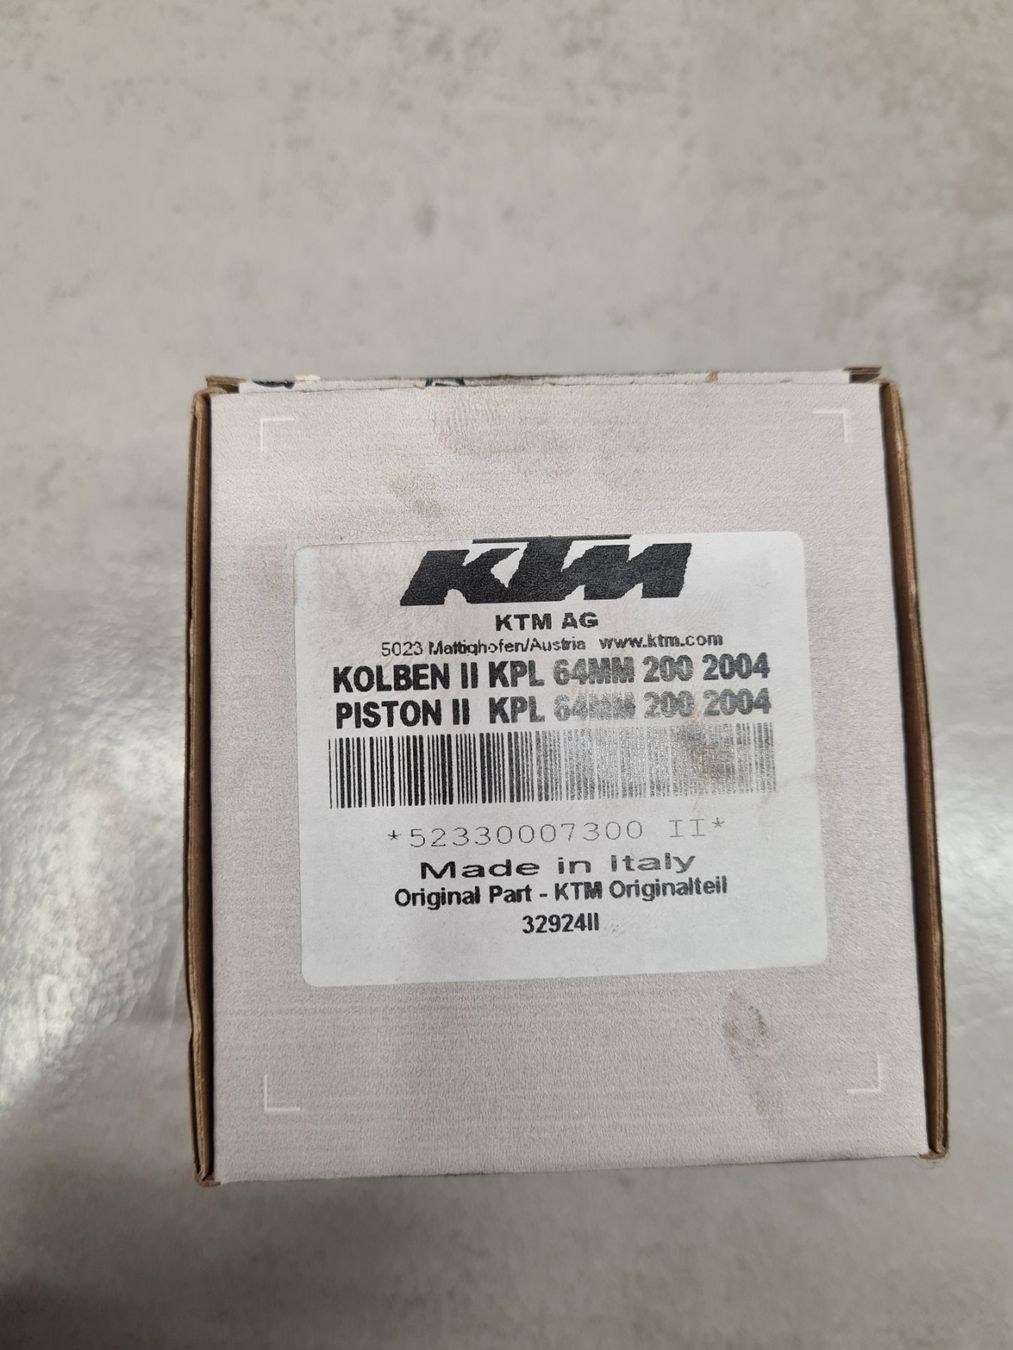 KTM
KTM AG
5023 Mattighofen/Austria www.ktm.com
KOLBEN II KPL 64MM 200 2004
PISTON II KPL 64MM 200 2004
*52330007300 II*
Made in Italy
Original Part - KTM Originalteil
32924II